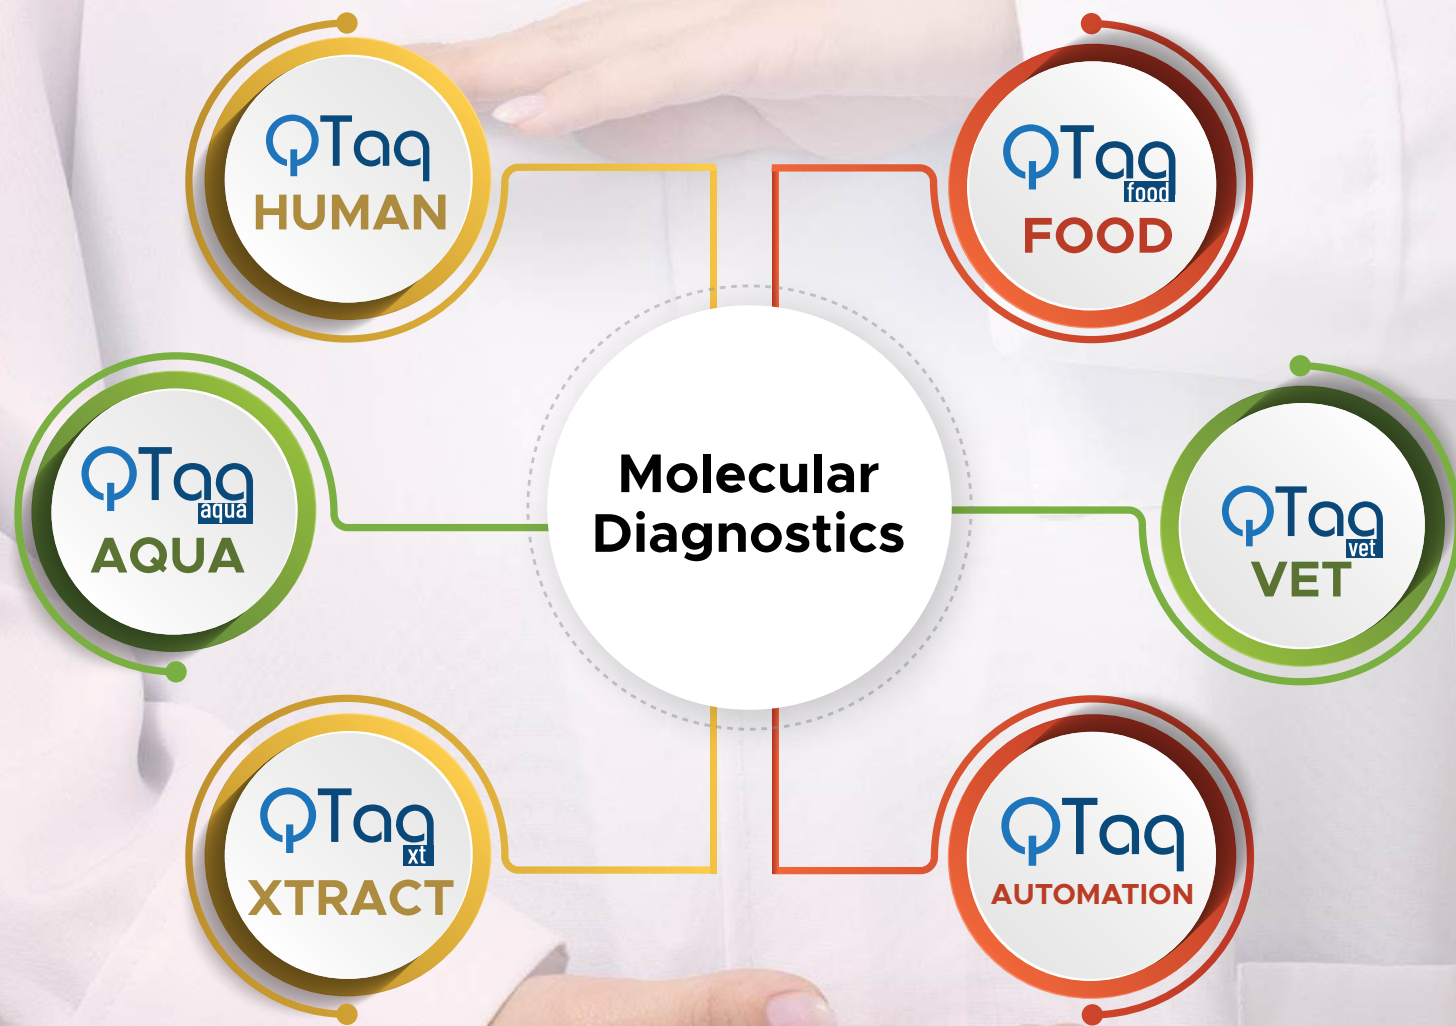 QTaq
HUMAN
QTaq
food
FOOD
QTaq
aqua
AQUA
Molecular
Diagnostics
QTaq
vet
VET
QTaq
xt
XTRACT
QTaq
AUTOMATION